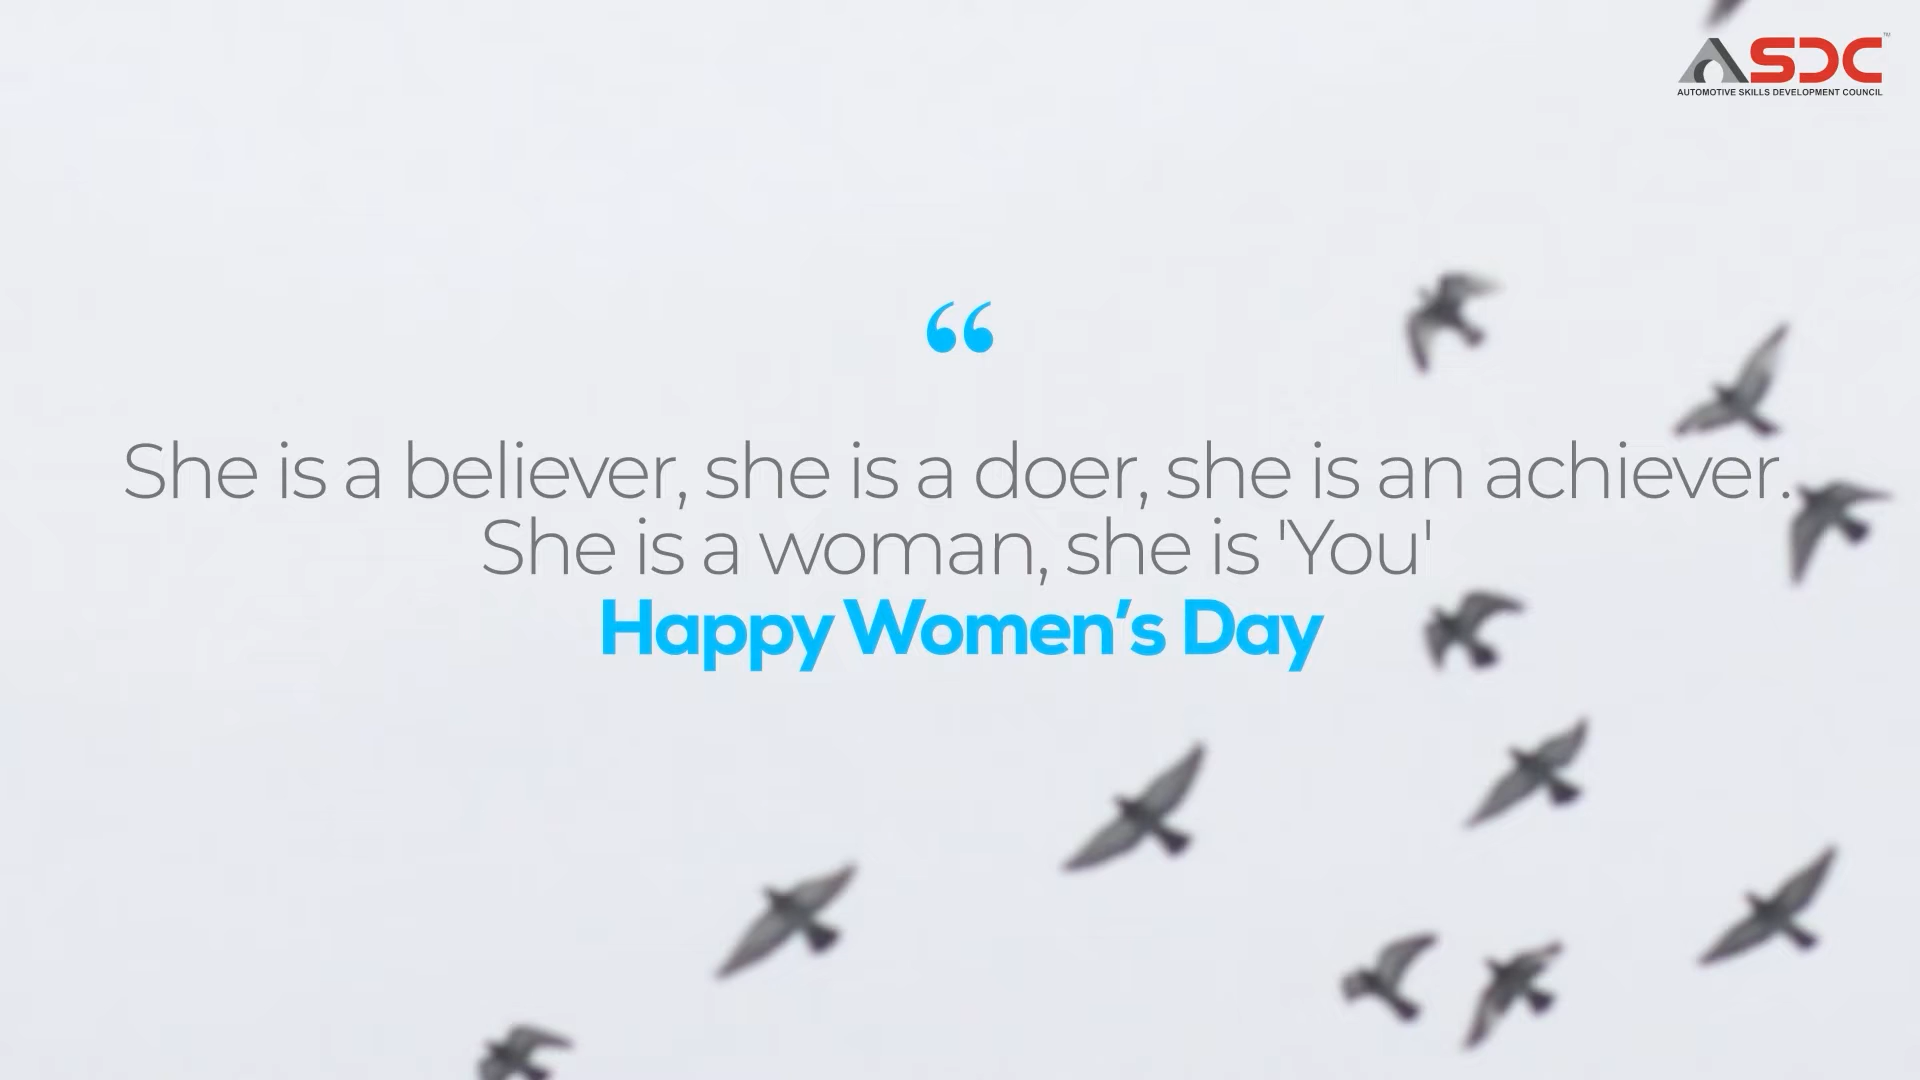 ASDC™
AUTOMOTIVE SKILLS DEVELOPMENT COUNCIL
“
She is a believer, she is a doer, she is an achiever.
She is a woman, she is 'You'
Happy Women’s Day